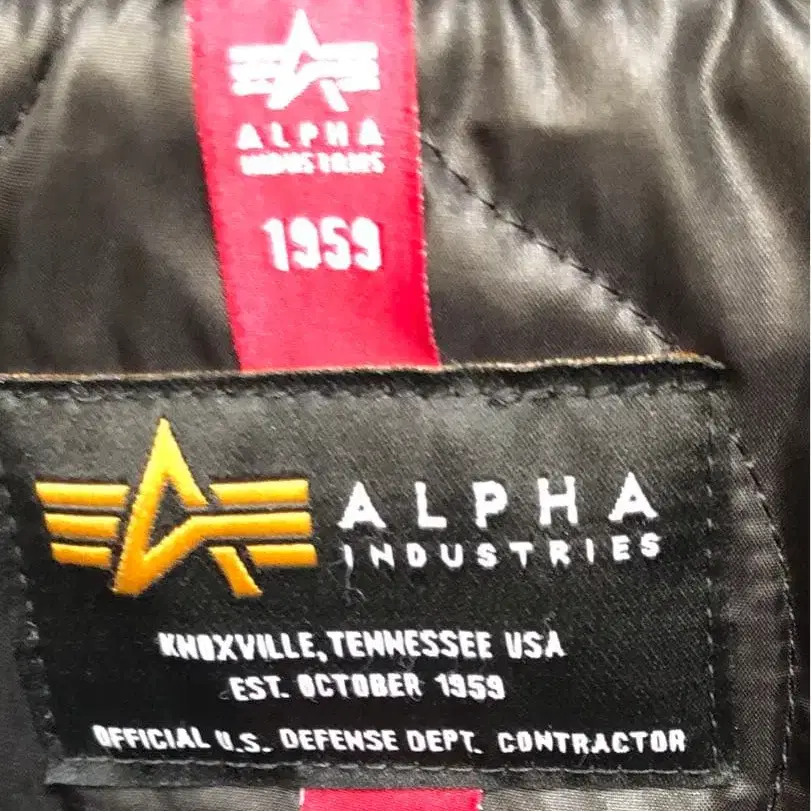 ALPHA
INDUSTRIES
1959
ALPHA
INDUSTRIES
KNOXVILLE, TENNESSEE USA
EST. OCTOBER 1959
OFFICIAL U.S. DEFENSE DEPT. CONTRACTOR